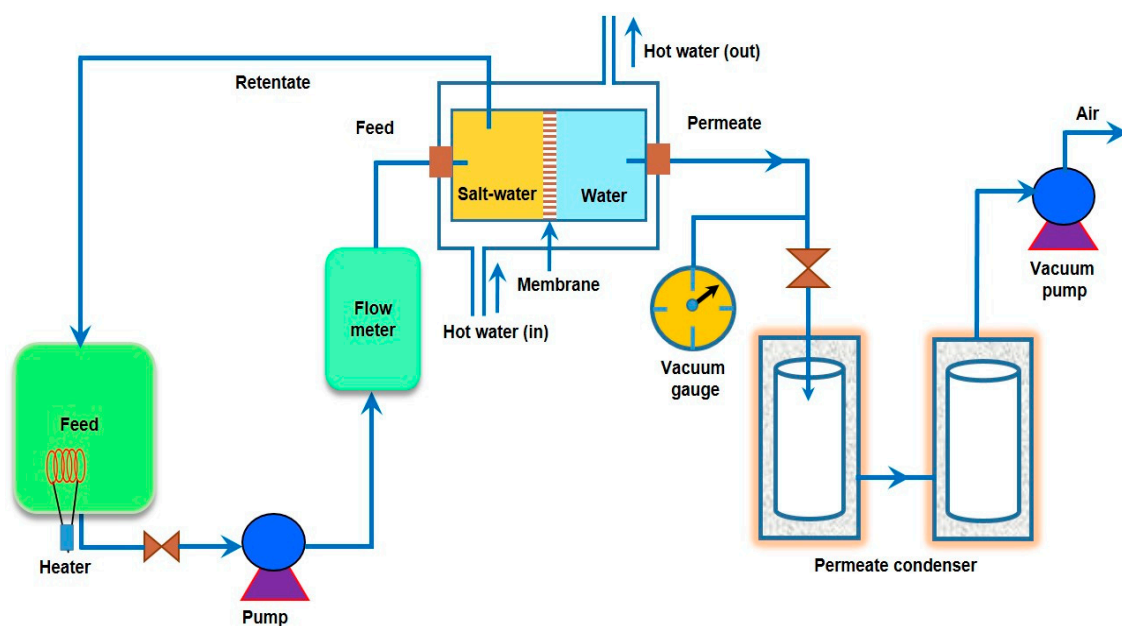 Hot water (out)
Retentate
Feed
Permeate
Air
Salt-water
Water
Membrane
Flow
meter
Hot water (in)
Vacuum
gauge
Vacuum
pump
Feed
Heater
Pump
Permeate condenser